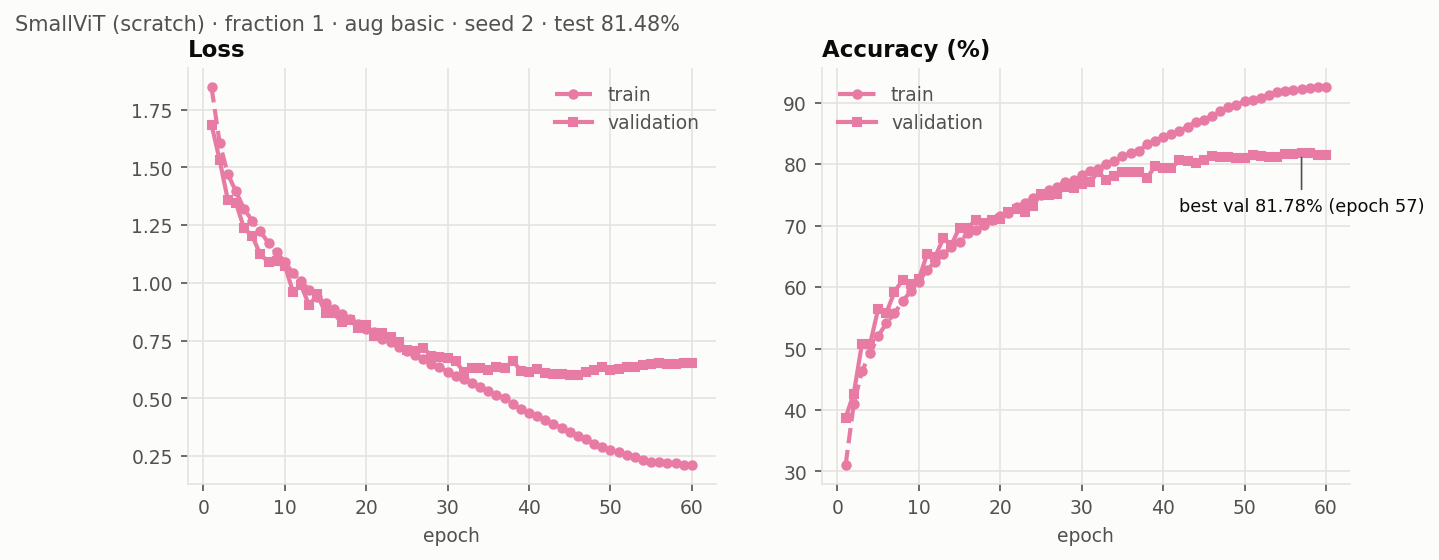 SmallViT (scratch) · fraction 1 · aug basic · seed 2 · test 81.48%
Loss
train
validation
1.75
1.50
1.25
1.00
0.75
0.50
0.25
0 10 20 30 40 50 60
epoch
Accuracy (%)
train
validation
90
80
70
60
50
40
30
best val 81.78% (epoch 57)
0 10 20 30 40 50 60
epoch